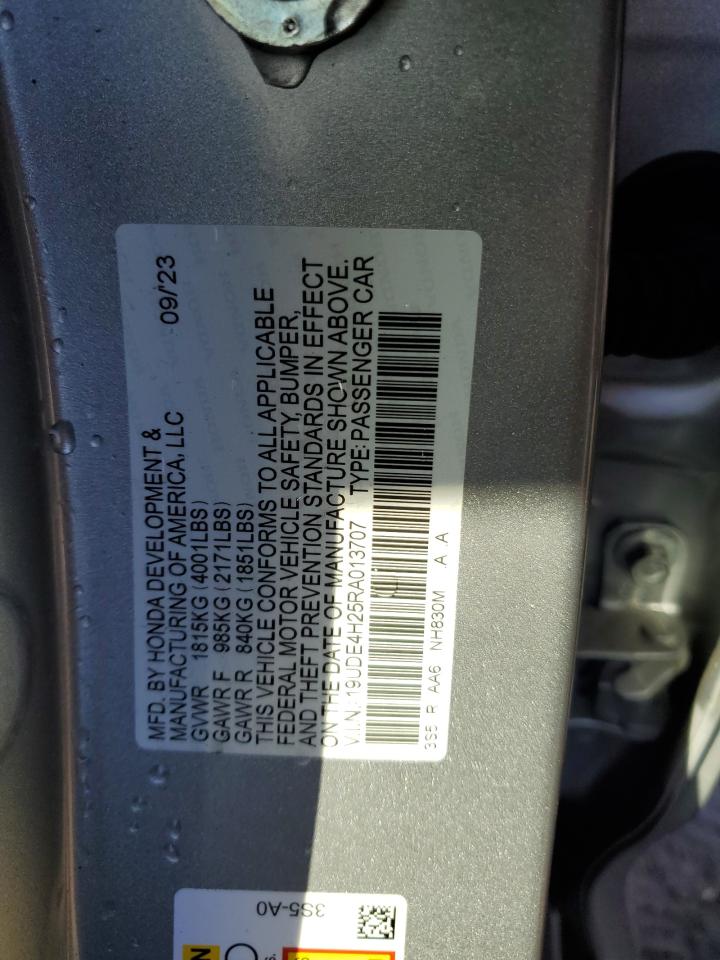 MFD. BY HONDA DEVELOPMENT & 09/23
MANUFACTURING OF AMERICA, LLC
GVWR 1815KG (4001LBS)
GAWR F 985KG (2171LBS)
GAWR R 840KG (1851LBS)
THIS VEHICLE CONFORMS TO ALL APPLICABLE
FEDERAL MOTOR VEHICLE SAFETY, BUMPER,
AND THEFT PREVENTION STANDARDS IN EFFECT
ON THE DATE OF MANUFACTURE SHOWN ABOVE.
V.I.N.: 19UDE4H25RA013707 TYPE: PASSENGER CAR
3S5 R AA6 NH830M A A
3S5-A0